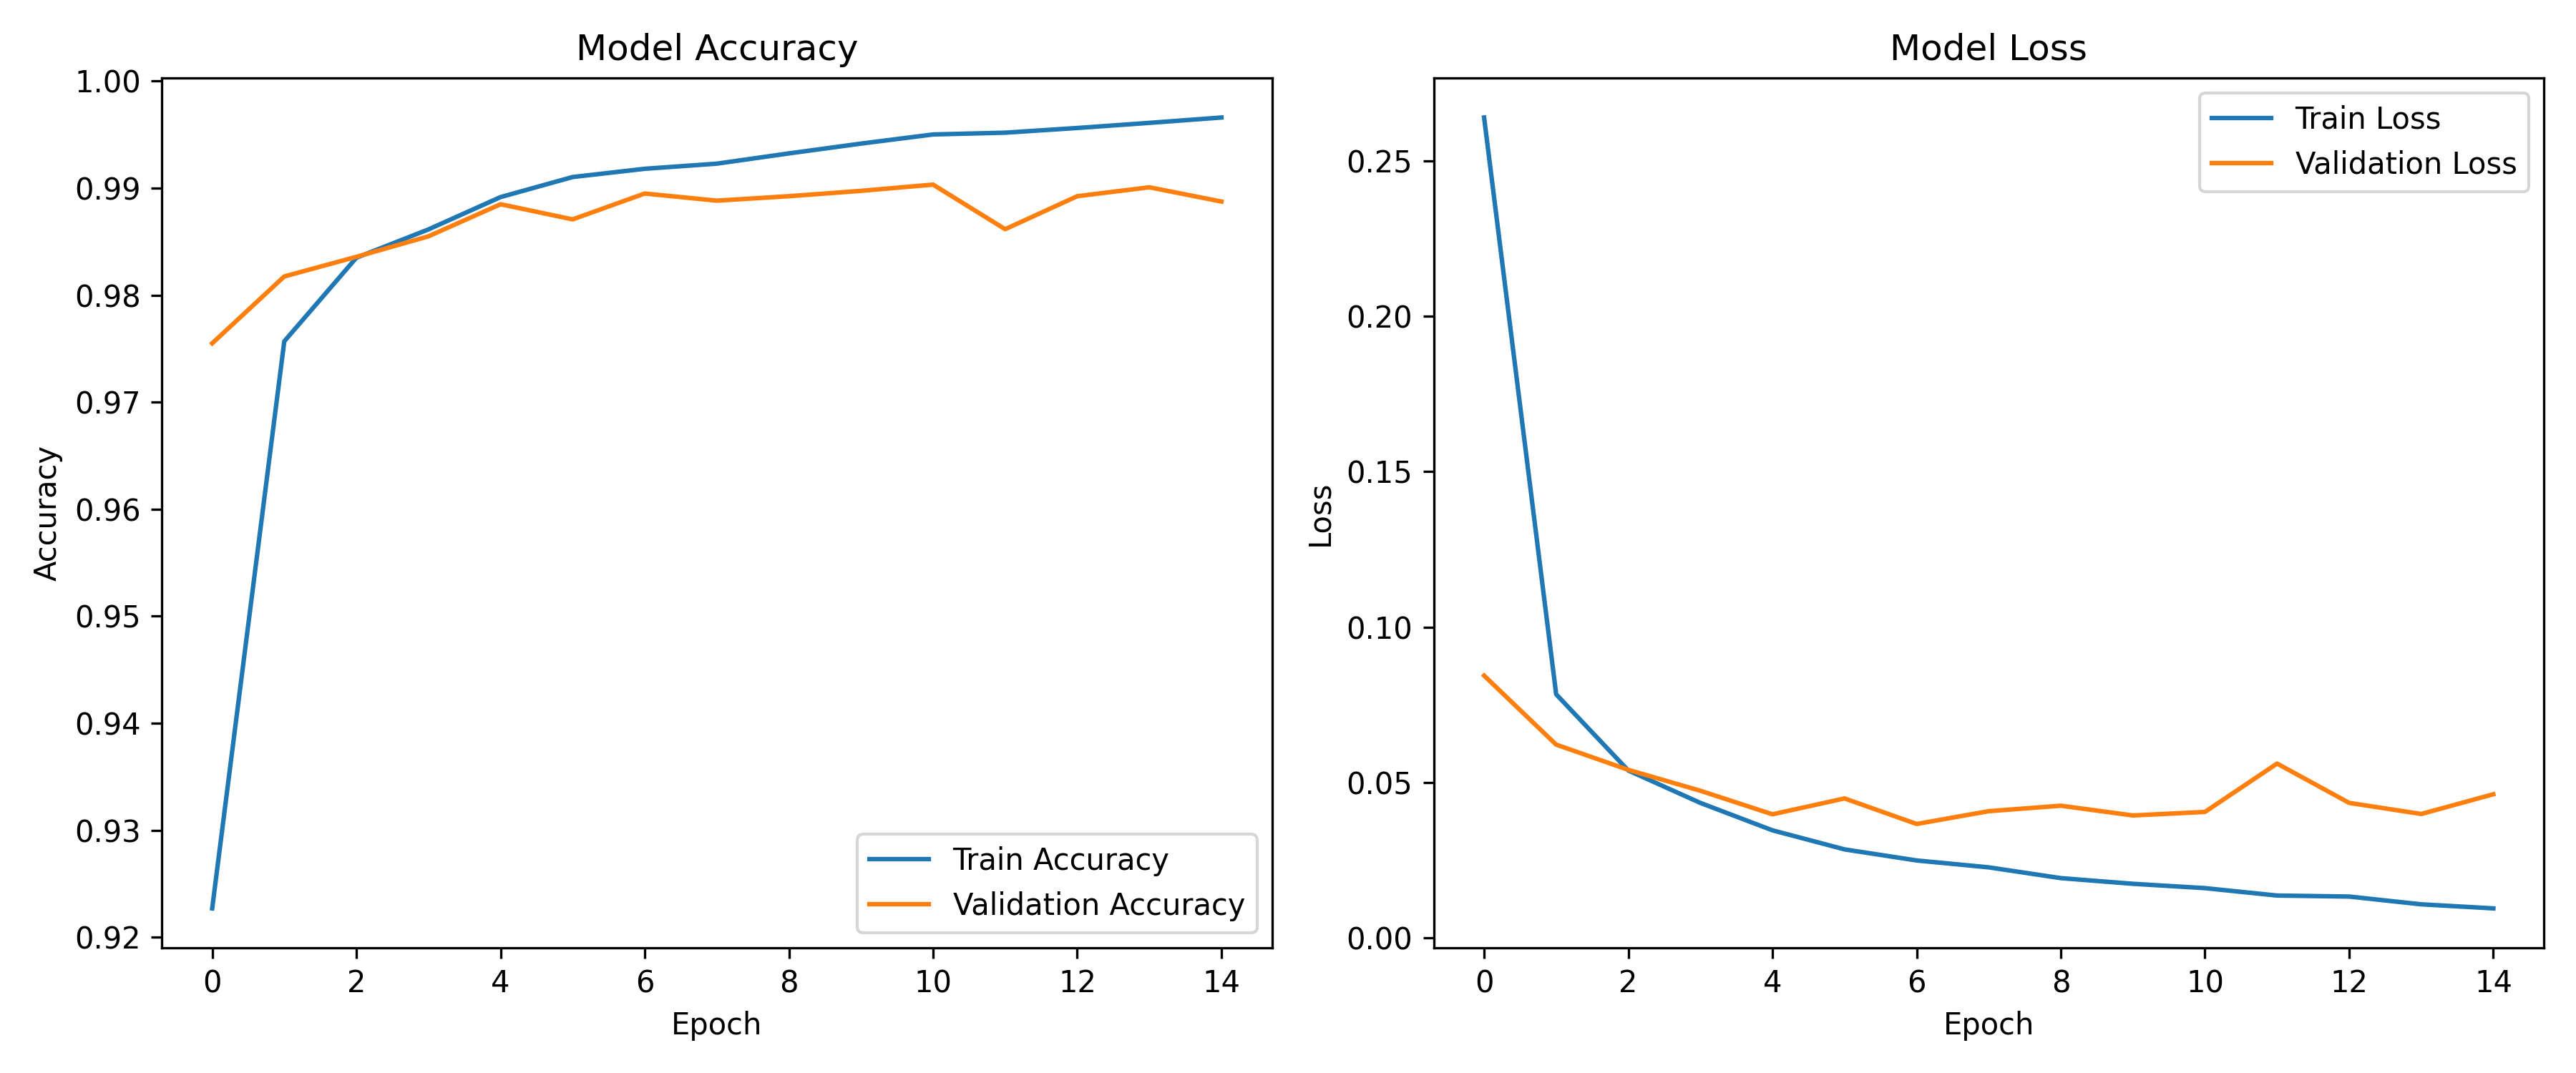 Model Accuracy
1.00
0.99
0.98
0.97
0.96
0.95
0.94
0.93
0.92
Accuracy
Train Accuracy
Validation Accuracy
0 2 4 6 8 10 12 14
Epoch
Model Loss
Train Loss
Validation Loss
0.25
0.20
0.15
0.10
0.05
0.00
Loss
0 2 4 6 8 10 12 14
Epoch